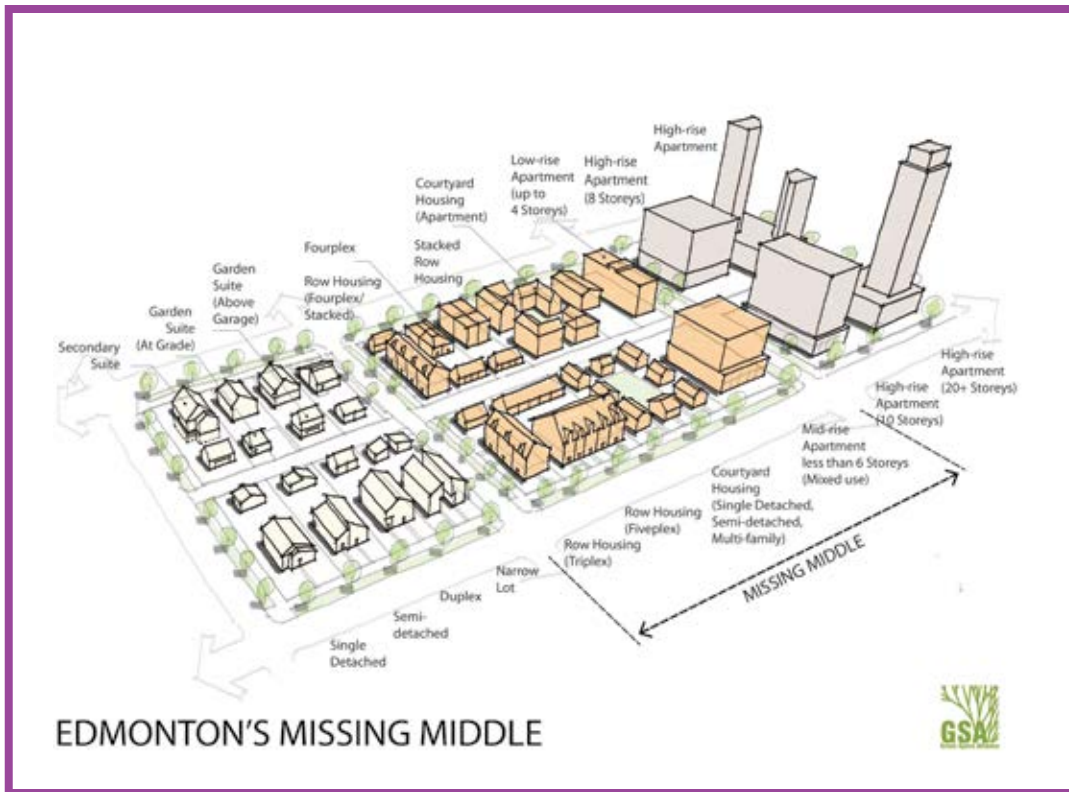 High-rise
Apartment
Low-rise
Apartment
(up to
4 Storeys)
High-rise
Apartment
(8 Storeys)
Courtyard
Housing
(Apartment)
Stacked
Row
Housing
Fourplex
Row Housing
(Fourplex/
Stacked)
Garden
Suite
(Above
Garage)
Garden
Suite
(At Grade)
Secondary
Suite
High-rise
Apartment
(20+ Storeys)
High-rise
Apartment
(10 Storeys)
Mid-rise
Apartment
less than 6 Storeys
(Mixed use)
Courtyard
Housing
(Single Detached,
Semi-detached,
Multi-family)
Row Housing
(Fiveplex)
Row Housing
(Triplex)
Narrow
Lot
Duplex
Semi-
detached
Single
Detached
MISSING MIDDLE
EDMONTON'S MISSING MIDDLE
GSA